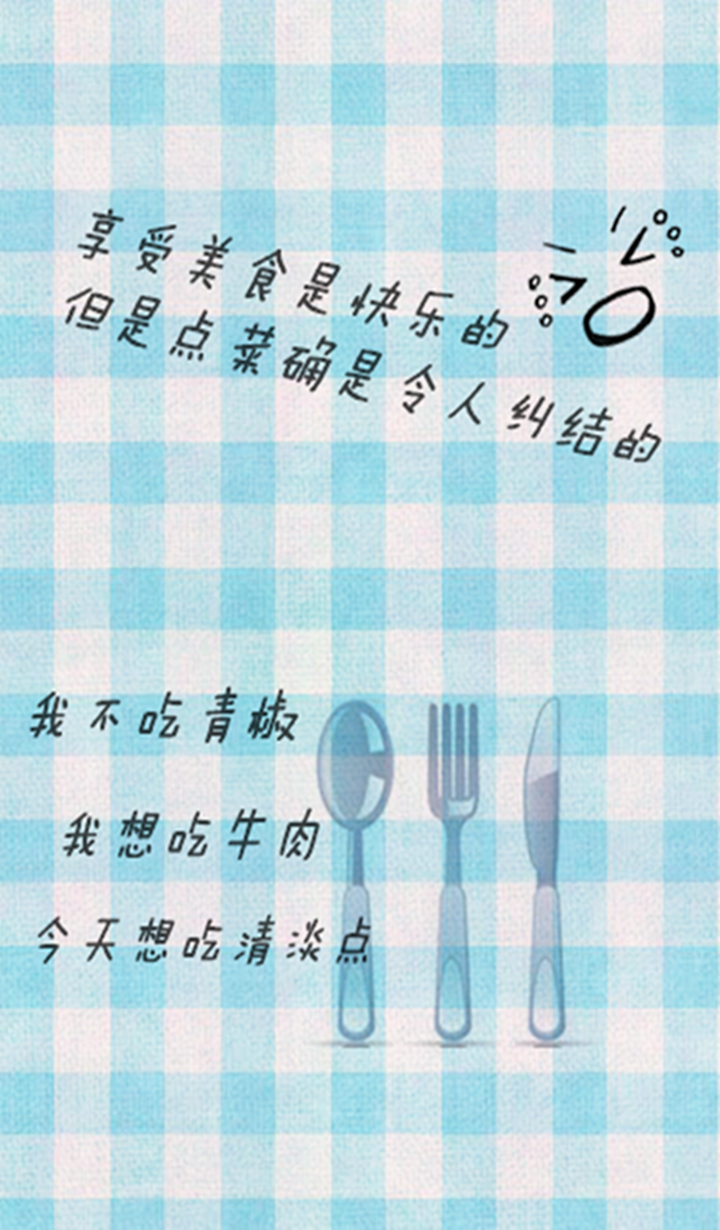 享受美食是快乐的
但是点菜确是令人纠结的
我不吃青椒
我想吃牛肉
今天想吃清淡点